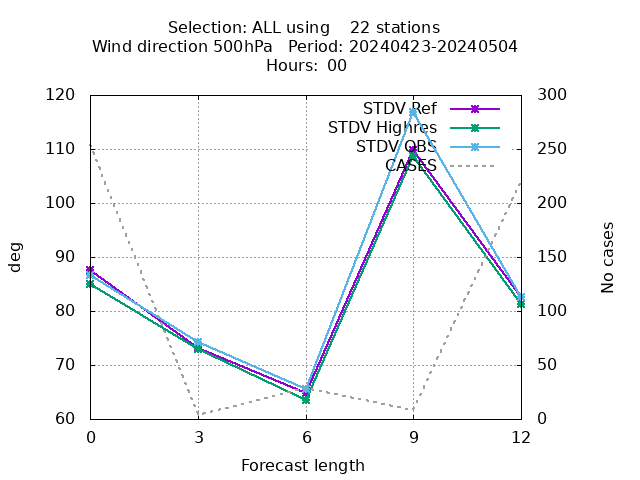 Selection: ALL using    22 stations
Wind direction 500hPa   Period: 20240423-20240504
Hours: 00
120
110
100
90
80
70
60
300
250
200
150
100
50
0
STDV Ref
STDV Highres
STDV OBS
CASES
deg
No cases
0
3
6
9
12
Forecast length